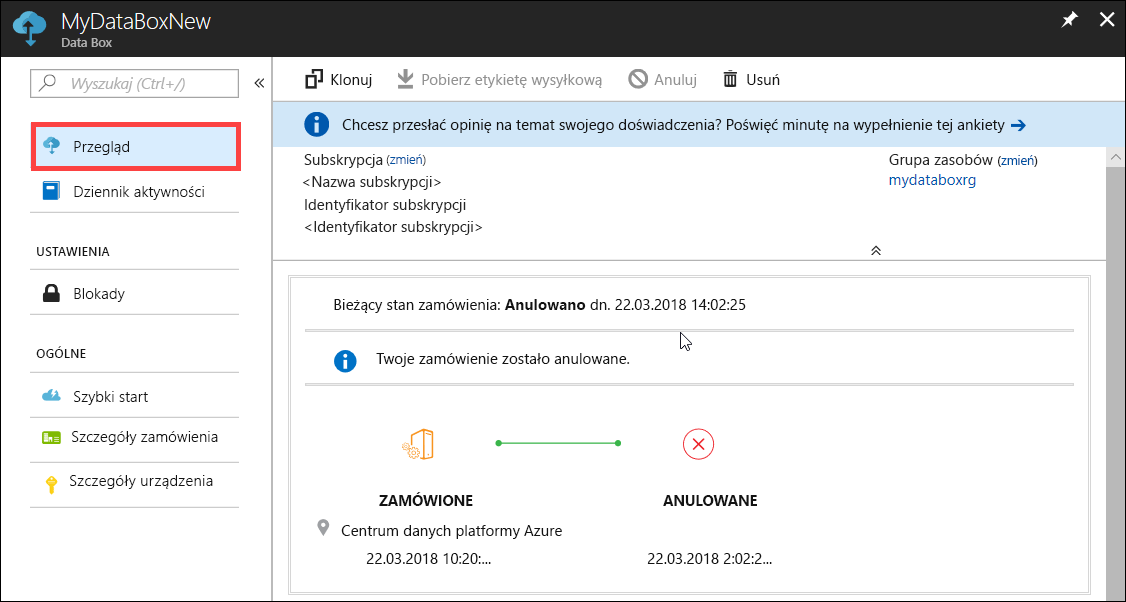 MyDataBoxNew
Data Box
Wyszukaj (Ctrl+/)
Przegląd
Dziennik aktywności
USTAWIENIA
Blokady
OGÓLNE
Szybki start
Szczegóły zamówienia
Szczegóły urządzenia
Klonuj Pobierz etykietę wysyłkową Anuluj Usuń
Chcesz przesłać opinię na temat swojego doświadczenia? Poświęć minutę na wypełnienie tej ankiety
Subskrypcja (zmień)
<Nazwa subskrypcji>
Identyfikator subskrypcji
<Identyfikator subskrypcji>
Grupa zasobów (zmień)
mydataboxrg
Bieżący stan zamówienia: Anulowano dn. 22.03.2018 14:02:25
Twoje zamówienie zostało anulowane.
ZAMÓWIONE
Centrum danych platformy Azure
22.03.2018 10:20:...
ANULOWANE
22.03.2018 2:02:2...